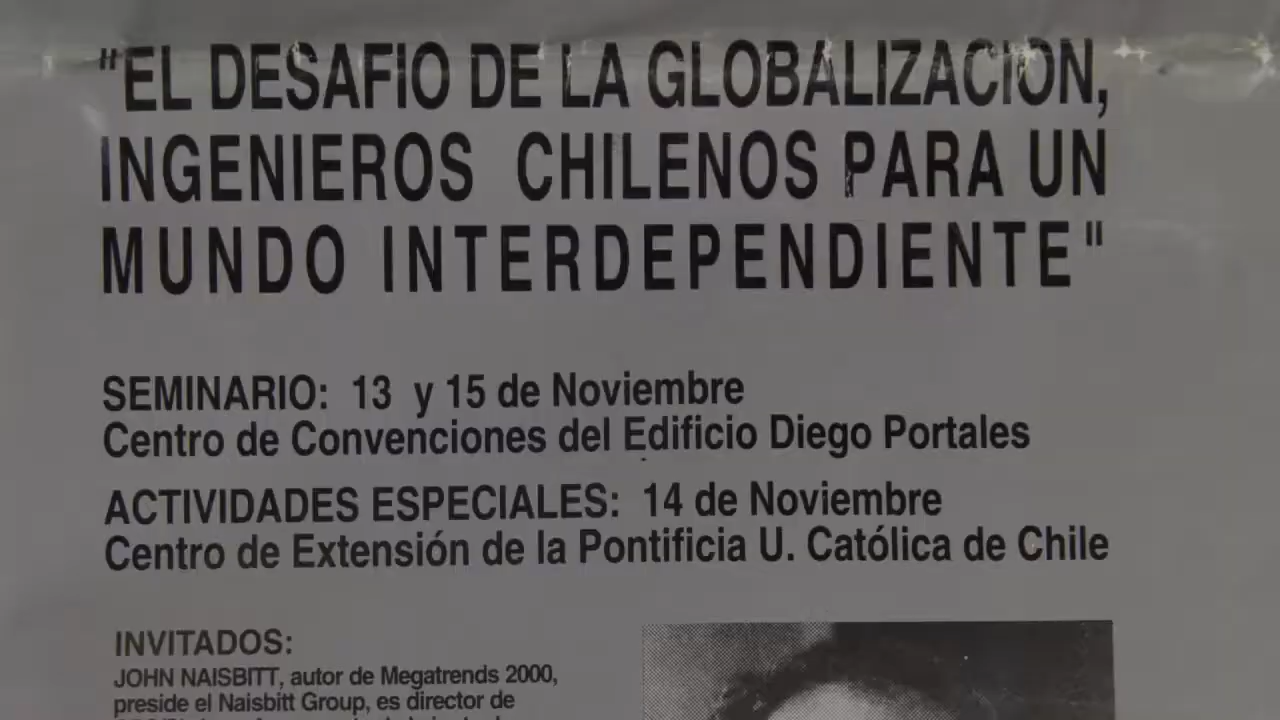 "EL DESAFIO DE LA GLOBALIZACION,
INGENIEROS CHILENOS PARA UN
MUNDO INTERDEPENDIENTE"
SEMINARIO: 13 y 15 de Noviembre
Centro de Convenciones del Edificio Diego Portales
ACTIVIDADES ESPECIALES: 14 de Noviembre
Centro de Extensión de la Pontificia U. Católica de Chile
INVITADOS:
JOHN NAISBITT, autor de Megatrends 2000,
preside el Naisbitt Group, es director de